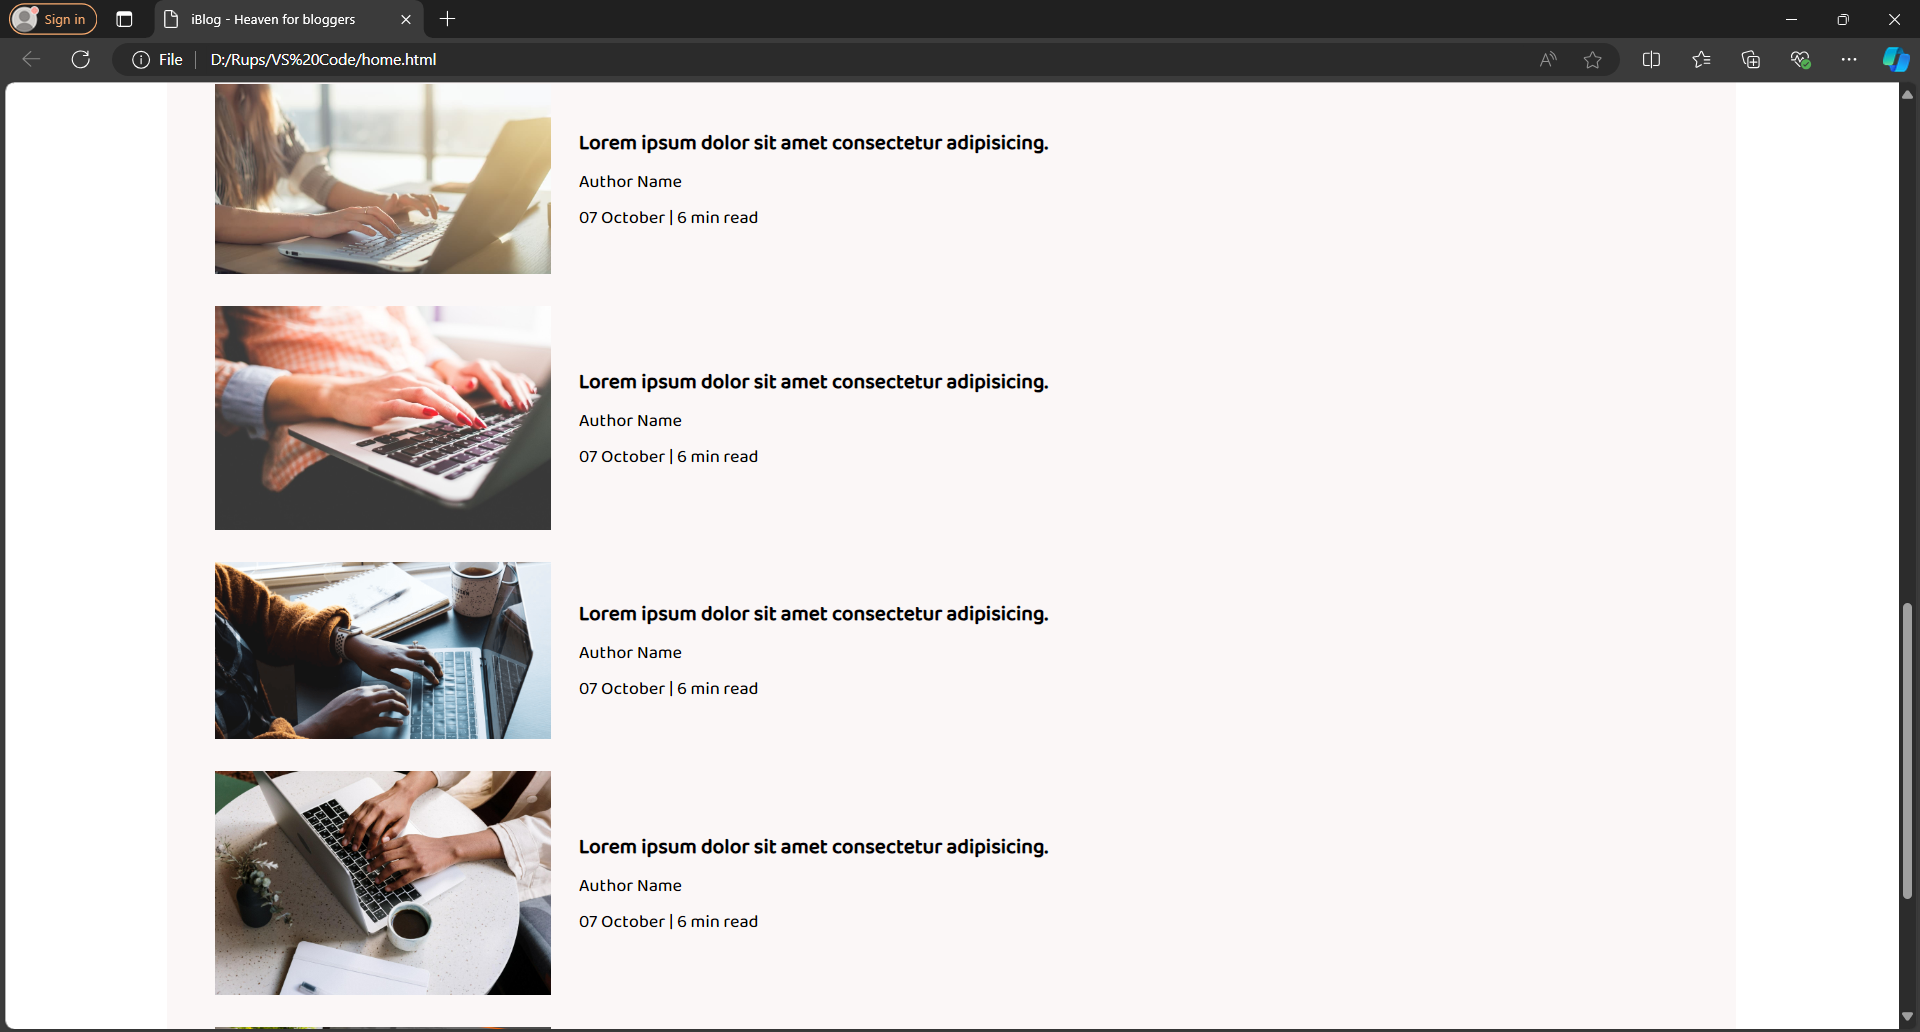 Sign in
iBlog - Heaven for bloggers
File
D:/Rups/VS%20Code/home.html
Lorem ipsum dolor sit amet consectetur adipisicing.
Author Name
07 October | 6 min read
Lorem ipsum dolor sit amet consectetur adipisicing.
Author Name
07 October | 6 min read
Lorem ipsum dolor sit amet consectetur adipisicing.
Author Name
07 October | 6 min read
Lorem ipsum dolor sit amet consectetur adipisicing.
Author Name
07 October | 6 min read